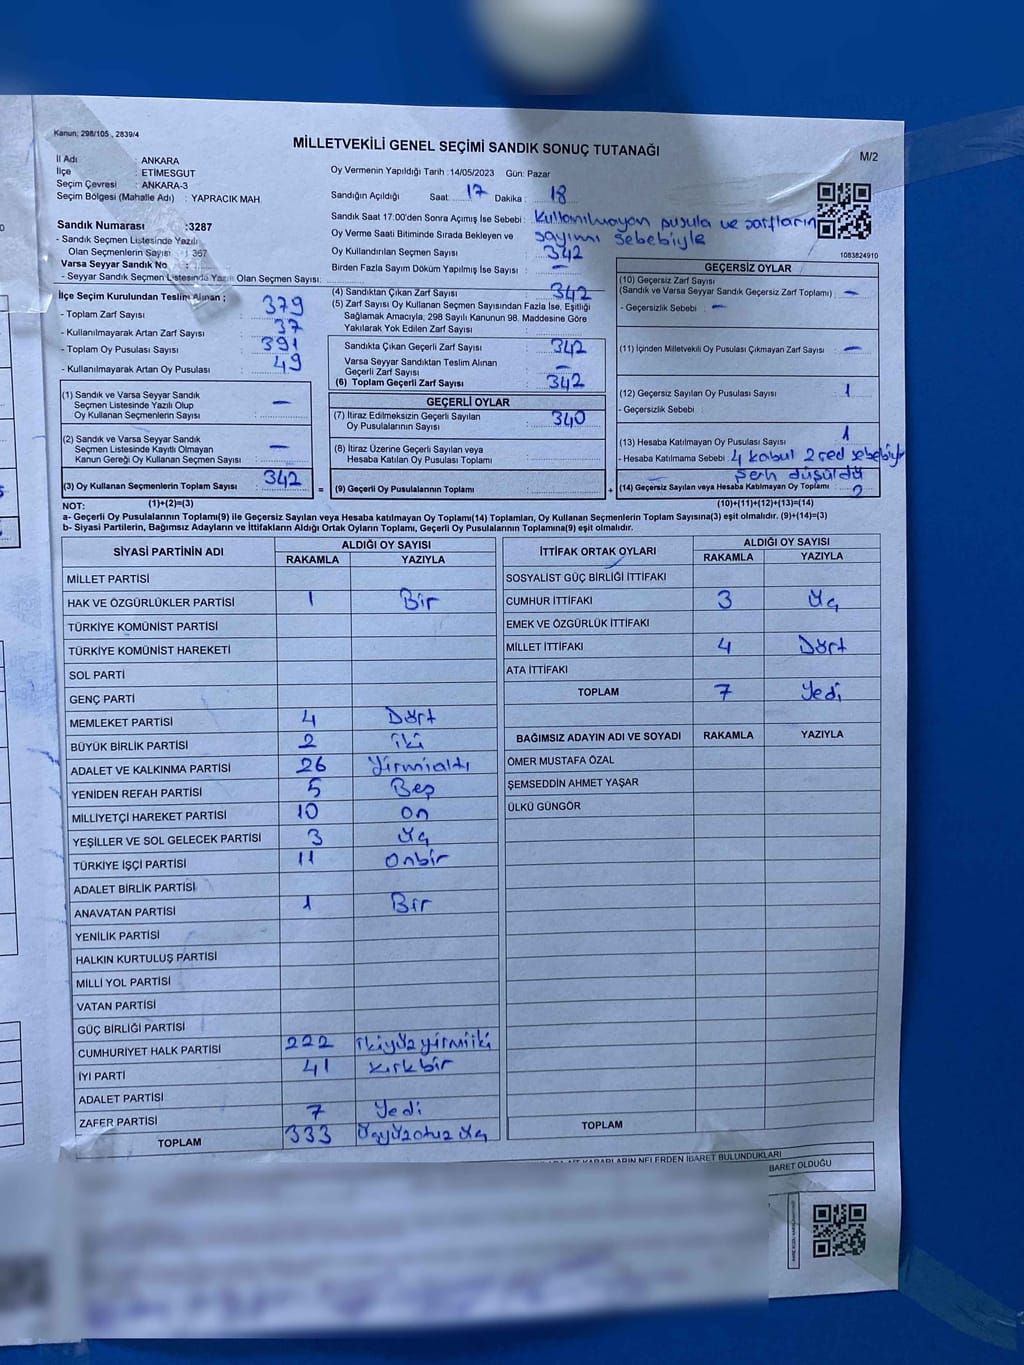 Kanun; 298/105 , 2839/4
MİLLETVEKİLİ GENEL SEÇİMİ SANDIK SONUÇ TUTANAĞI
M/2
İl Adı : ANKARA
İlçe : ETİMESGUT
Seçim Çevresi : ANKARA-3
Seçim Bölgesi (Mahalle Adı) : YAPRACIK MAH.
Oy Vermenin Yapıldığı Tarih :14/05/2023 Gün: Pazar
Sandığın Açıldığı Saat: 17 Dakika : 18
Sandık Saat 17:00'den Sonra Açımış İse Sebebi : Kullanılmayan pusula ve zarfların
Oy Verme Saati Bitiminde Sırada Bekleyen ve sayımı sebebiyle
Oy Kullandırılan Seçmen Sayısı : 342
Birden Fazla Sayım Döküm Yapılmış İse Sayısı : —
1083824910
Sandık Numarası :3287
- Sandık Seçmen Listesinde Yazılı
Olan Seçmenlerin Sayısı : 367
Varsa Seyyar Sandık No :
- Seyyar Sandık Seçmen Listesinde Yazılı Olan Seçmen Sayısı:
İlçe Seçim Kurulundan Teslim Alınan ;
- Toplam Zarf Sayısı : 379
- Kullanılmayarak Artan Zarf Sayısı : 37
- Toplam Oy Pusulası Sayısı : 391
- Kullanılmayarak Artan Oy Pusulası : 49
(1) Sandık ve Varsa Seyyar Sandık
Seçmen Listesinde Yazılı Olup
Oy Kullanan Seçmenlerin Sayısı : —
(2) Sandık ve Varsa Seyyar Sandık
Seçmen Listesinde Kayıtlı Olmayan
Kanun Gereği Oy Kullanan Seçmen Sayısı : —
(3) Oy Kullanan Seçmenlerin Toplam Sayısı : 342
(4) Sandıktan Çıkan Zarf Sayısı : 342
(5) Zarf Sayısı Oy Kullanan Seçmen Sayısından Fazla İse, Eşitliği
Sağlamak Amacıyla, 298 Sayılı Kanunun 98. Maddesine Göre
Yakılarak Yok Edilen Zarf Sayısı :
Sandıkta Çıkan Geçerli Zarf Sayısı : 342
Varsa Seyyar Sandıktan Teslim Alınan
Geçerli Zarf Sayısı : —
(6) Toplam Geçerli Zarf Sayısı : 342
GEÇERLİ OYLAR
(7) İtiraz Edilmeksizin Geçerli Sayılan
Oy Pusulalarının Sayısı : 340
(8) İtiraz Üzerine Geçerli Sayılan veya
Hesaba Katılan Oy Pusulası Toplamı :
= (9) Geçerli Oy Pusulalarının Toplamı : +
GEÇERSİZ OYLAR
(10) Geçersiz Zarf Sayısı
(Sandık ve Varsa Seyyar Sandık Geçersiz Zarf Toplamı) : —
- Geçersizlik Sebebi : —
(11) İçinden Milletvekili Oy Pusulası Çıkmayan Zarf Sayısı : —
(12) Geçersiz Sayılan Oy Pusulası Sayısı : 1
- Geçersizlik Sebebi :
(13) Hesaba Katılmayan Oy Pusulası Sayısı : 1
- Hesaba Katılmama Sebebi : 4 kabul 2 red sebebiyle
şerh düşüldü
(14) Geçersiz Sayılan veya Hesaba Katılmayan Oy Toplamı : 2
NOT: (1)+(2)=(3) (10)+(11)+(12)+(13)=(14)
a- Geçerli Oy Pusulalarının Toplamı(9) ile Geçersiz Sayılan veya Hesaba katılmayan Oy Toplamı(14) Toplamları, Oy Kullanan Seçmenlerin Toplam Sayısına(3) eşit olmalıdır. (9)+(14)=(3)
b- Siyasi Partilerin, Bağımsız Adayların ve İttifakların Aldığı Ortak Oyların Toplamı, Geçerli Oy Pusulalarının Toplamına(9) eşit olmalıdır.
SİYASİ PARTİNİN ADI ALDIĞI OY SAYISI
RAKAMLA YAZIYLA
MİLLET PARTİSİ
HAK VE ÖZGÜRLÜKLER PARTİSİ 1 Bir
TÜRKİYE KOMÜNİST PARTİSİ
TÜRKİYE KOMÜNİST HAREKETİ
SOL PARTİ
GENÇ PARTİ
MEMLEKET PARTİSİ 4 Dört
BÜYÜK BİRLİK PARTİSİ 2 iki
ADALET VE KALKINMA PARTİSİ 26 Yirmialtı
YENİDEN REFAH PARTİSİ 5 Beş
MİLLİYETÇİ HAREKET PARTİSİ 10 on
YEŞİLLER VE SOL GELECEK PARTİSİ 3 Üç
TÜRKİYE İŞÇİ PARTİSİ 11 Onbir
ADALET BİRLİK PARTİSİ
ANAVATAN PARTİSİ 1 Bir
YENİLİK PARTİSİ
HALKIN KURTULUŞ PARTİSİ
MİLLİ YOL PARTİSİ
VATAN PARTİSİ
GÜÇ BİRLİĞİ PARTİSİ
CUMHURİYET HALK PARTİSİ 222 ikiyüzyirmiiki
İYİ PARTİ 41 kırkbir
ADALET PARTİSİ
ZAFER PARTİSİ 7 Yedi
TOPLAM 333 Üçyüzotuz üç
İTTİFAK ORTAK OYLARI ALDIĞI OY SAYISI
RAKAMLA YAZIYLA
SOSYALİST GÜÇ BİRLİĞİ İTTİFAKI
CUMHUR İTTİFAKI 3 Üç
EMEK VE ÖZGÜRLÜK İTTİFAKI
MİLLET İTTİFAKI 4 Dört
ATA İTTİFAKI
TOPLAM 7 Yedi
BAĞIMSIZ ADAYIN ADI VE SOYADI RAKAMLA YAZIYLA
ÖMER MUSTAFA ÖZAL
ŞEMSEDDİN AHMET YAŞAR
ÜLKÜ GÜNGÖR
TOPLAM
KARARLARIN NELERDEN İBARET BULUNDUKLARI
BARET OLDUĞU